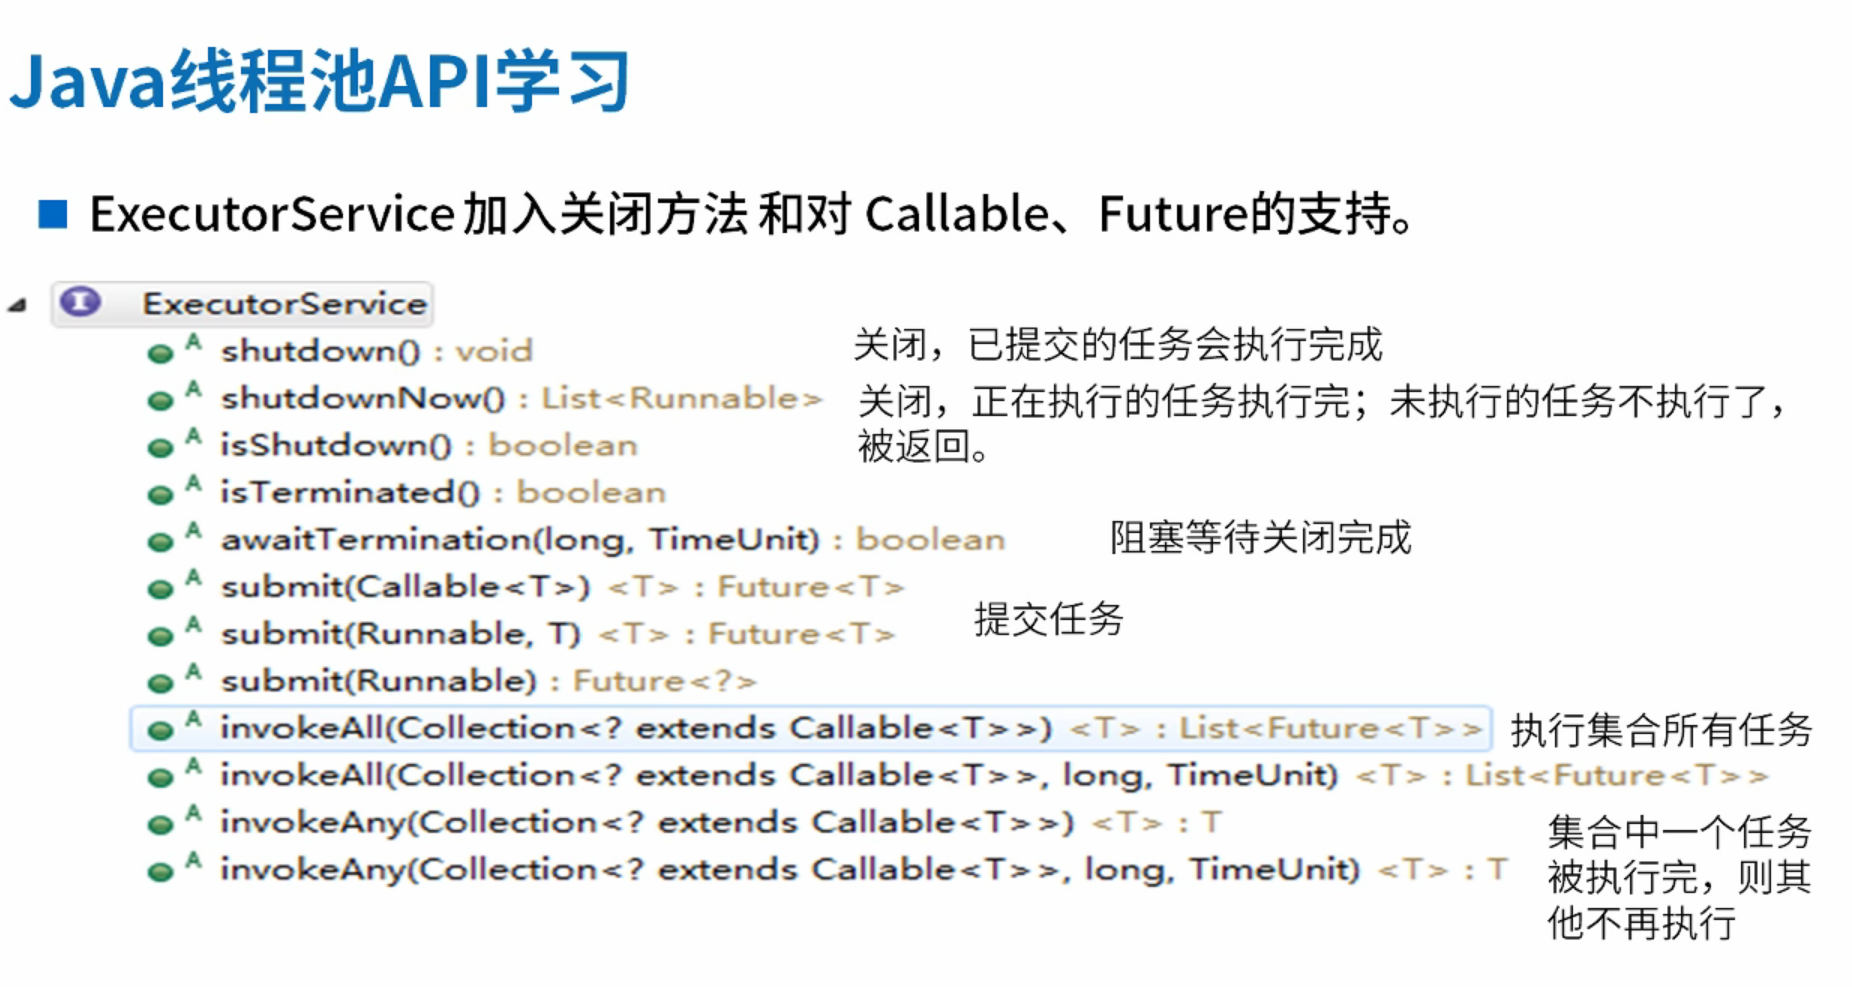 Java线程池API学习
ExecutorService加入关闭方法 和对 Callable、Future的支持。
ExecutorService
shutdown() : void
关闭，已提交的任务会执行完成
shutdownNow() : List<Runnable>
关闭，正在执行的任务执行完；未执行的任务不执行了，
被返回。
isShutdown() : boolean
isTerminated() : boolean
awaitTermination(long, TimeUnit) : boolean
阻塞等待关闭完成
submit(Callable<T>) <T> : Future<T>
提交任务
submit(Runnable, T) <T> : Future<T>
submit(Runnable) : Future<?>
invokeAll(Collection<? extends Callable<T>>) <T> : List<Future<T>>
执行集合所有任务
invokeAll(Collection<? extends Callable<T>>, long, TimeUnit) <T> : List<Future<T>>
invokeAny(Collection<? extends Callable<T>>) <T> : T
invokeAny(Collection<? extends Callable<T>>, long, TimeUnit) <T> : T
集合中一个任务
被执行完，则其
他不再执行